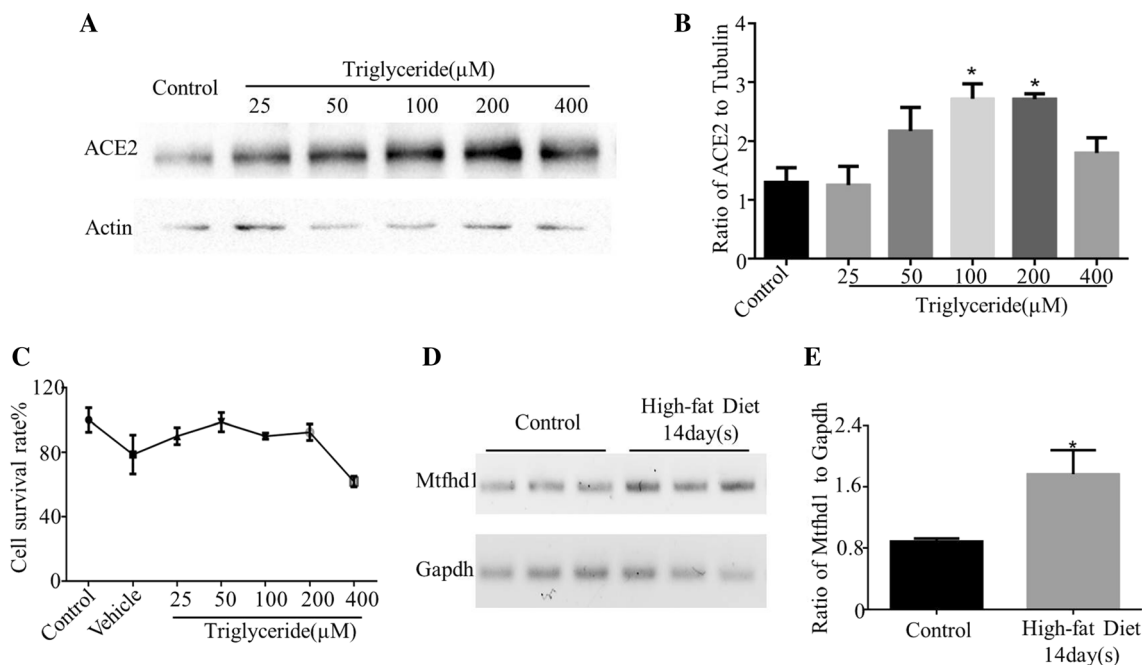 A
Triglyceride(µM)
Control
25 50 100 200 400
ACE2
Actin
B
Ratio of ACE2 to Tubulin
4
3
2
1
0
* *
Control 25 50 100 200 400
Triglyceride(µM)
C
Cell survival rate%
120
80
40
0
Control Vehicle 25 50 100 200 400
Triglyceride(µM)
D
Control
High-fat Diet
14day(s)
Mtfhd1
Gapdh
E
Ratio of Mtfhd1 to Gapdh
2.4
1.6
0.8
0
*
Control
High-fat Diet
14day(s)